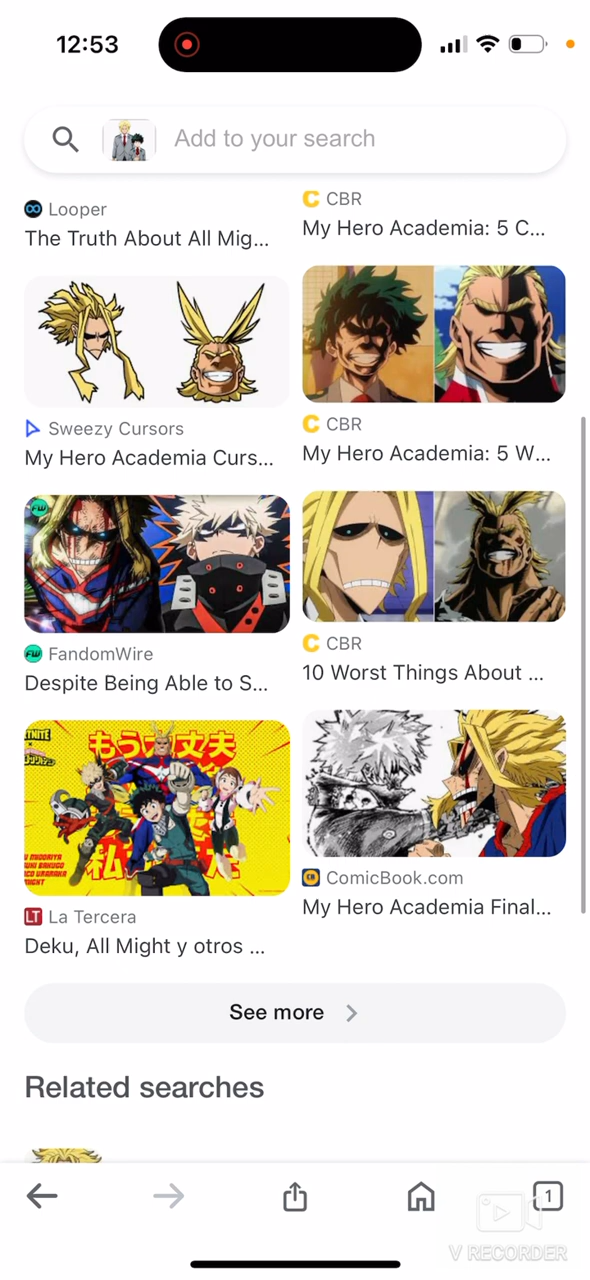 12:53
Add to your search
Looper
The Truth About All Mig...
CBR
My Hero Academia: 5 C...
Sweezy Cursors
My Hero Academia Curs...
CBR
My Hero Academia: 5 W...
FW
FandomWire
Despite Being Able to S...
CBR
10 Worst Things About ...
LT La Tercera
Deku, All Might y otros ...
ComicBook.com
My Hero Academia Final...
See more
Related searches
1
V RECORDER